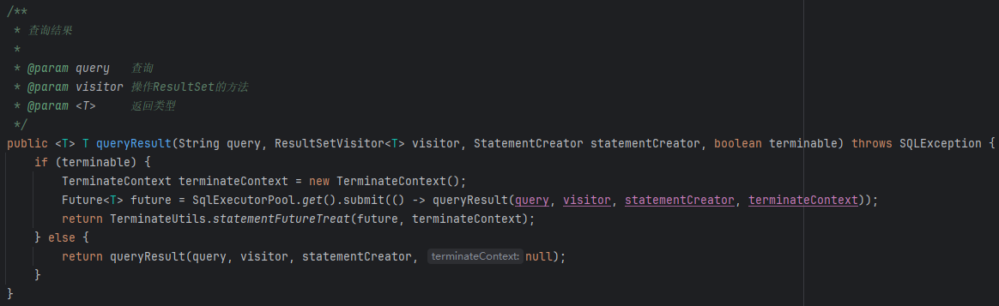 /**
 * 查询结果
 *
 * @param query   查询
 * @param visitor 操作ResultSet的方法
 * @param <T>     返回类型
 */
public <T> T queryResult(String query, ResultSetVisitor<T> visitor, StatementCreator statementCreator, boolean terminable) throws SQLException {
    if (terminable) {
        TerminateContext terminateContext = new TerminateContext();
        Future<T> future = SqlExecutorPool.get().submit(() -> queryResult(query, visitor, statementCreator, terminateContext));
        return TerminateUtils.statementFutureTreat(future, terminateContext);
    } else {
        return queryResult(query, visitor, statementCreator, terminateContext: null);
    }
}